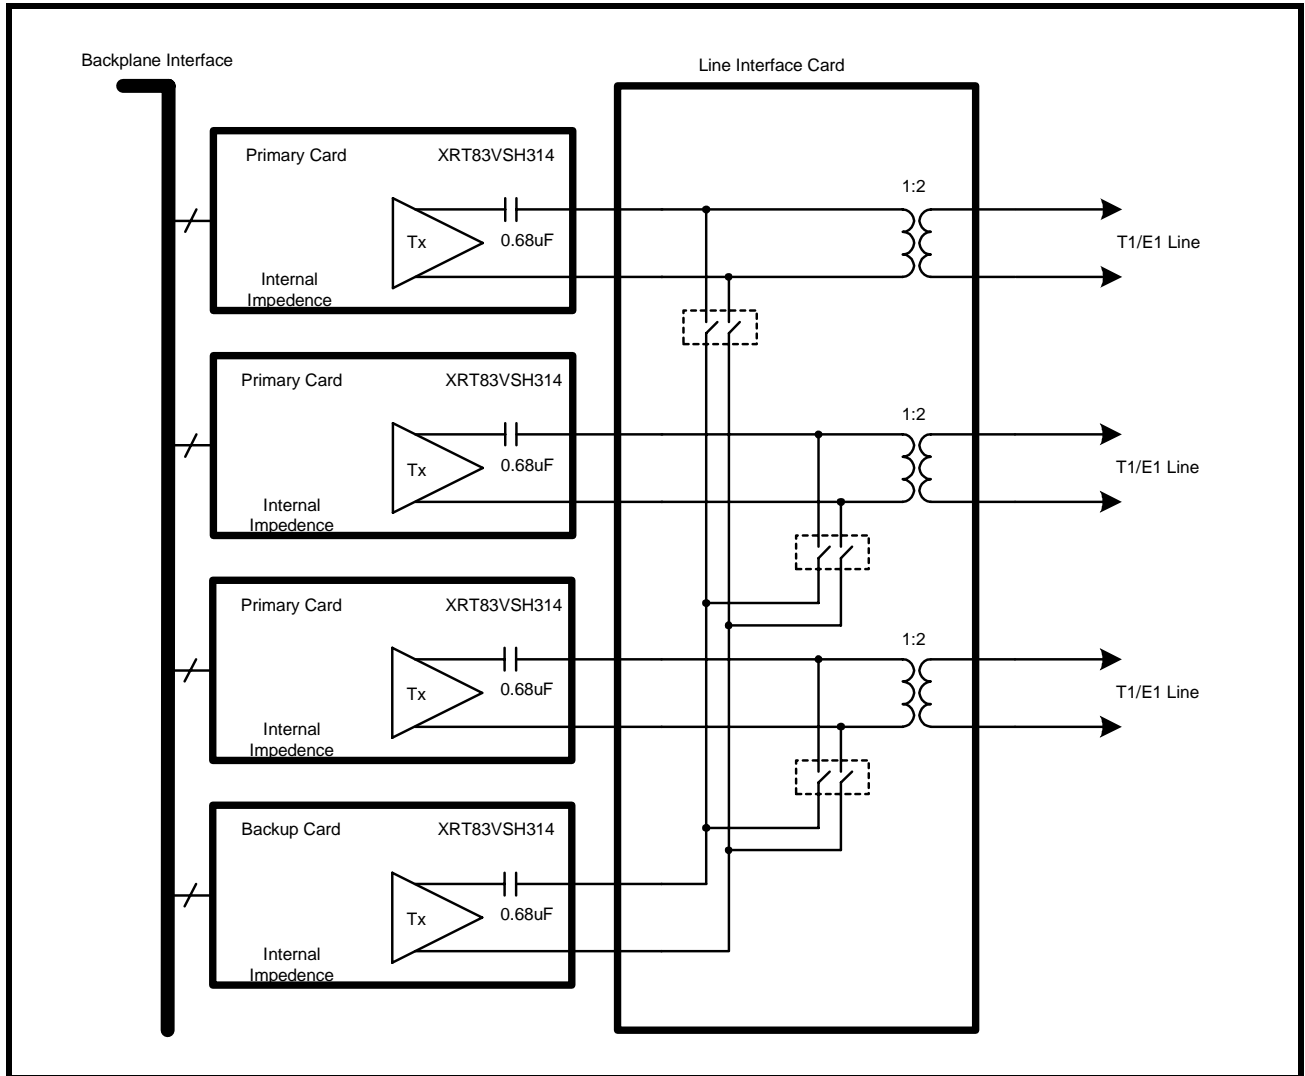 Backplane Interface
Line Interface Card
Primary Card XRT83VSH314
1:2
Tx
0.68uF
T1/E1 Line
Internal
Impedence
Primary Card XRT83VSH314
1:2
Tx
0.68uF
T1/E1 Line
Internal
Impedence
Primary Card XRT83VSH314
1:2
Tx
0.68uF
T1/E1 Line
Internal
Impedence
Backup Card XRT83VSH314
Tx
0.68uF
Internal
Impedence